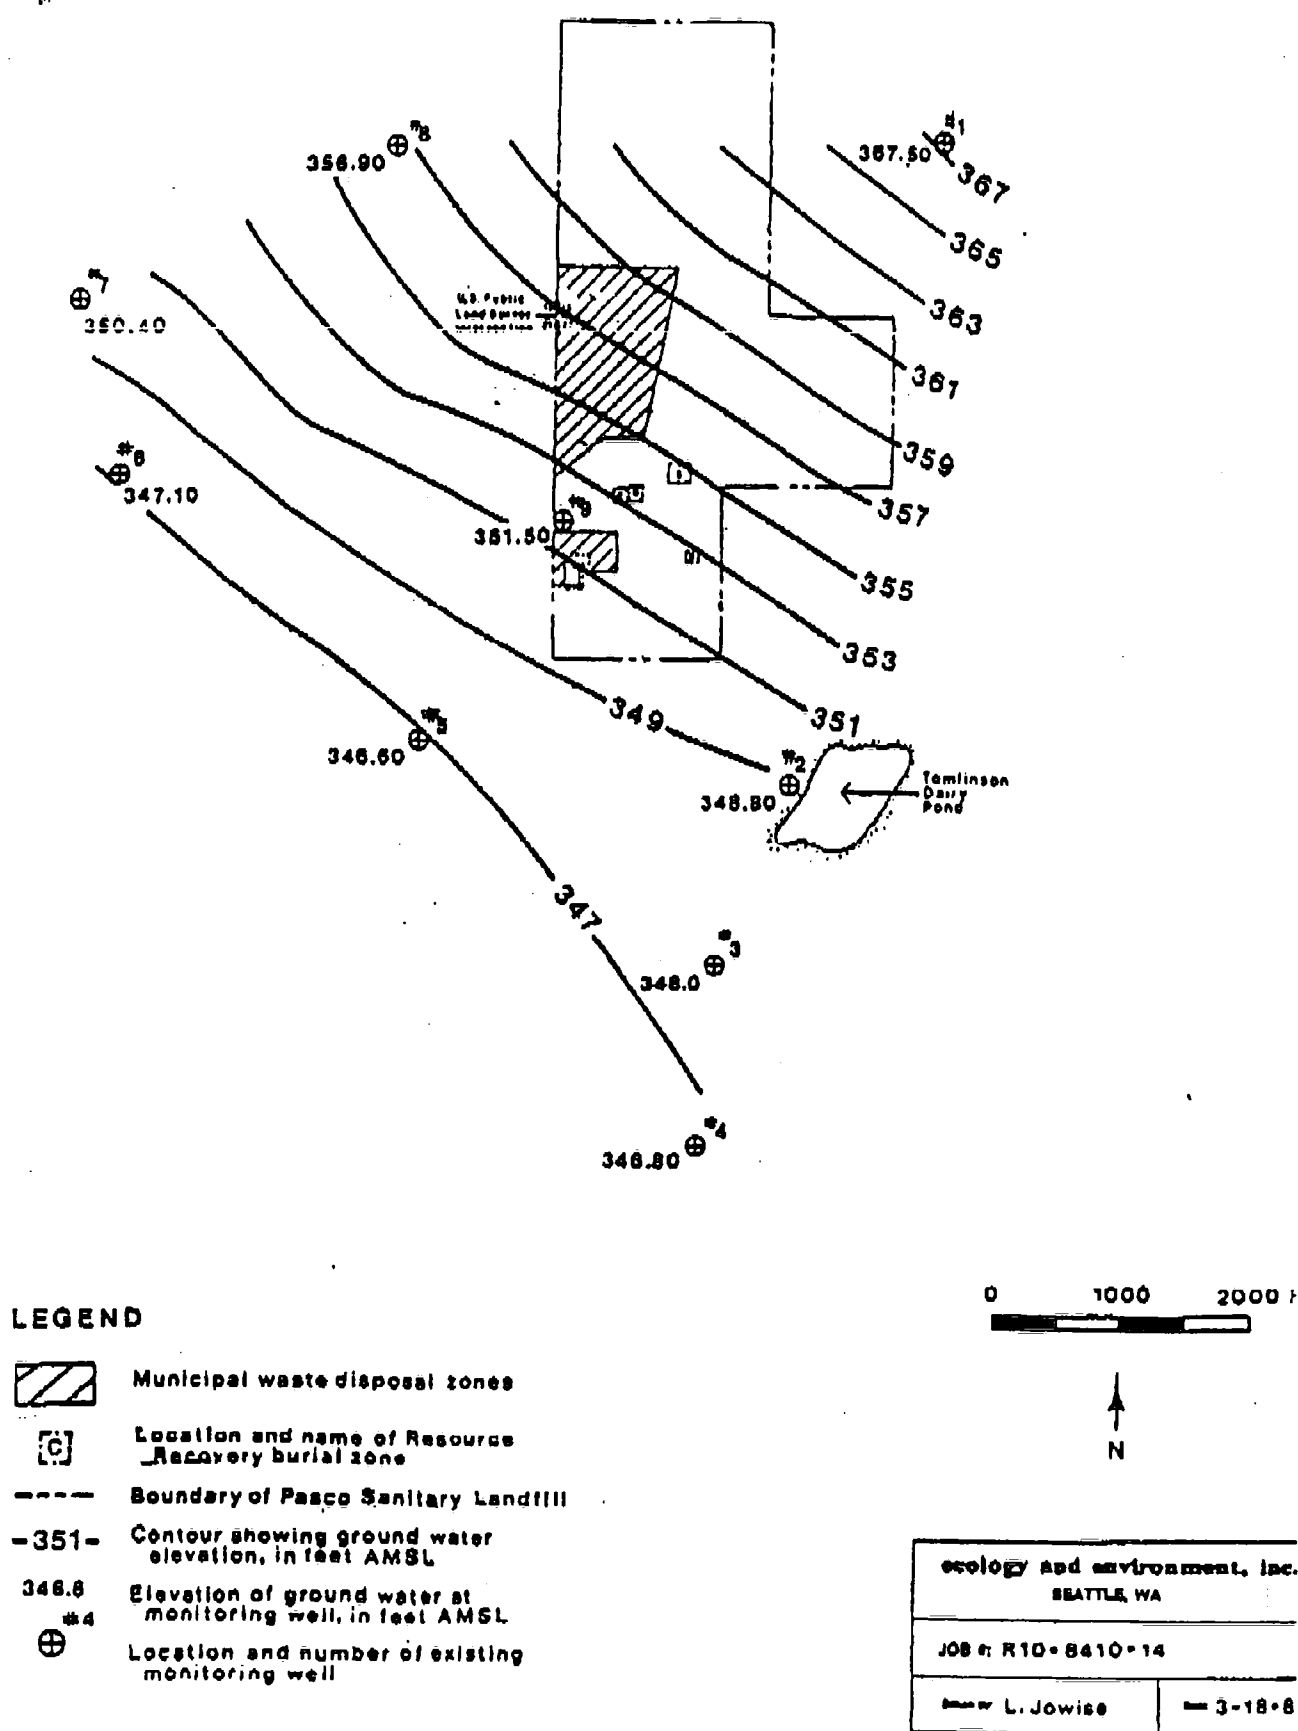 #8
356.90
#1
367.50
367
365
#7
350.40
U.S. Public
363
361
#6
347.10
359
#9
351.50
357
355
353
349
351
#5
346.60
#2
348.80
Tomlinson
Dairy
Pond
347
#3
348.0
#4
346.80
0 1000 2000
LEGEND
Municipal waste disposal zones
C
Location and name of Resource
Recovery burial zone
N
Boundary of Pasco Sanitary Landfill
-351-
Contour showing ground water
elevation, in feet AMSL
346.8
Elevation of ground water at
monitoring well, in feet AMSL
#4
Location and number of existing
monitoring well
ecology and environment, inc.
SEATTLE, WA
JOB #: R10-8410-14
L. Jowise
3-18-8